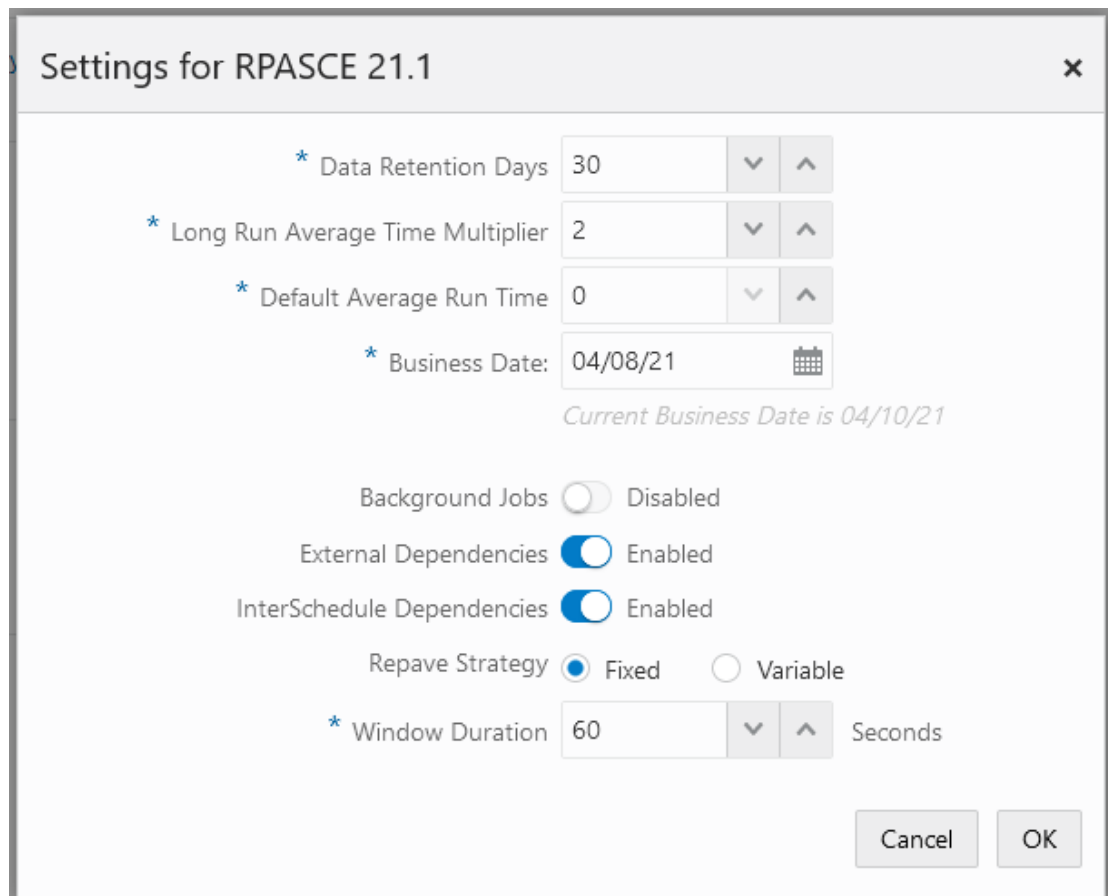 Settings for RPASCE 21.1 ×
* Data Retention Days 30
* Long Run Average Time Multiplier 2
* Default Average Run Time 0
* Business Date: 04/08/21
Current Business Date is 04/10/21
Background Jobs Disabled
External Dependencies Enabled
InterSchedule Dependencies Enabled
Repave Strategy Fixed Variable
* Window Duration 60 Seconds
Cancel OK